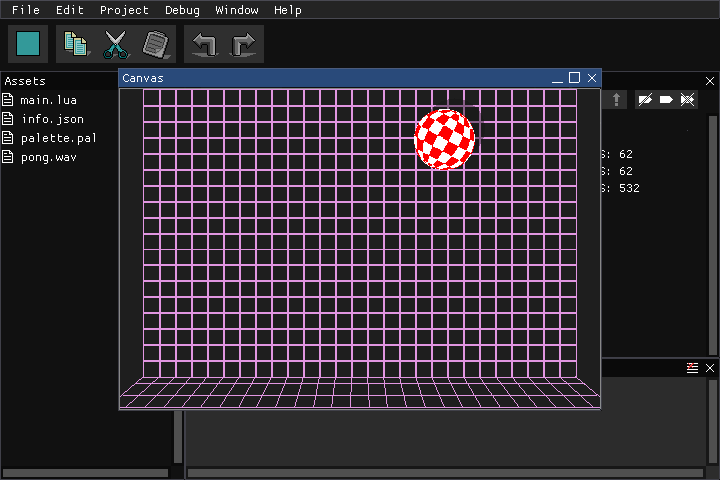 File Edit Project Debug Window Help
Canvas
Assets
main.lua
info.json
palette.pal
pong.wav
S: 62
S: 62
S: 532